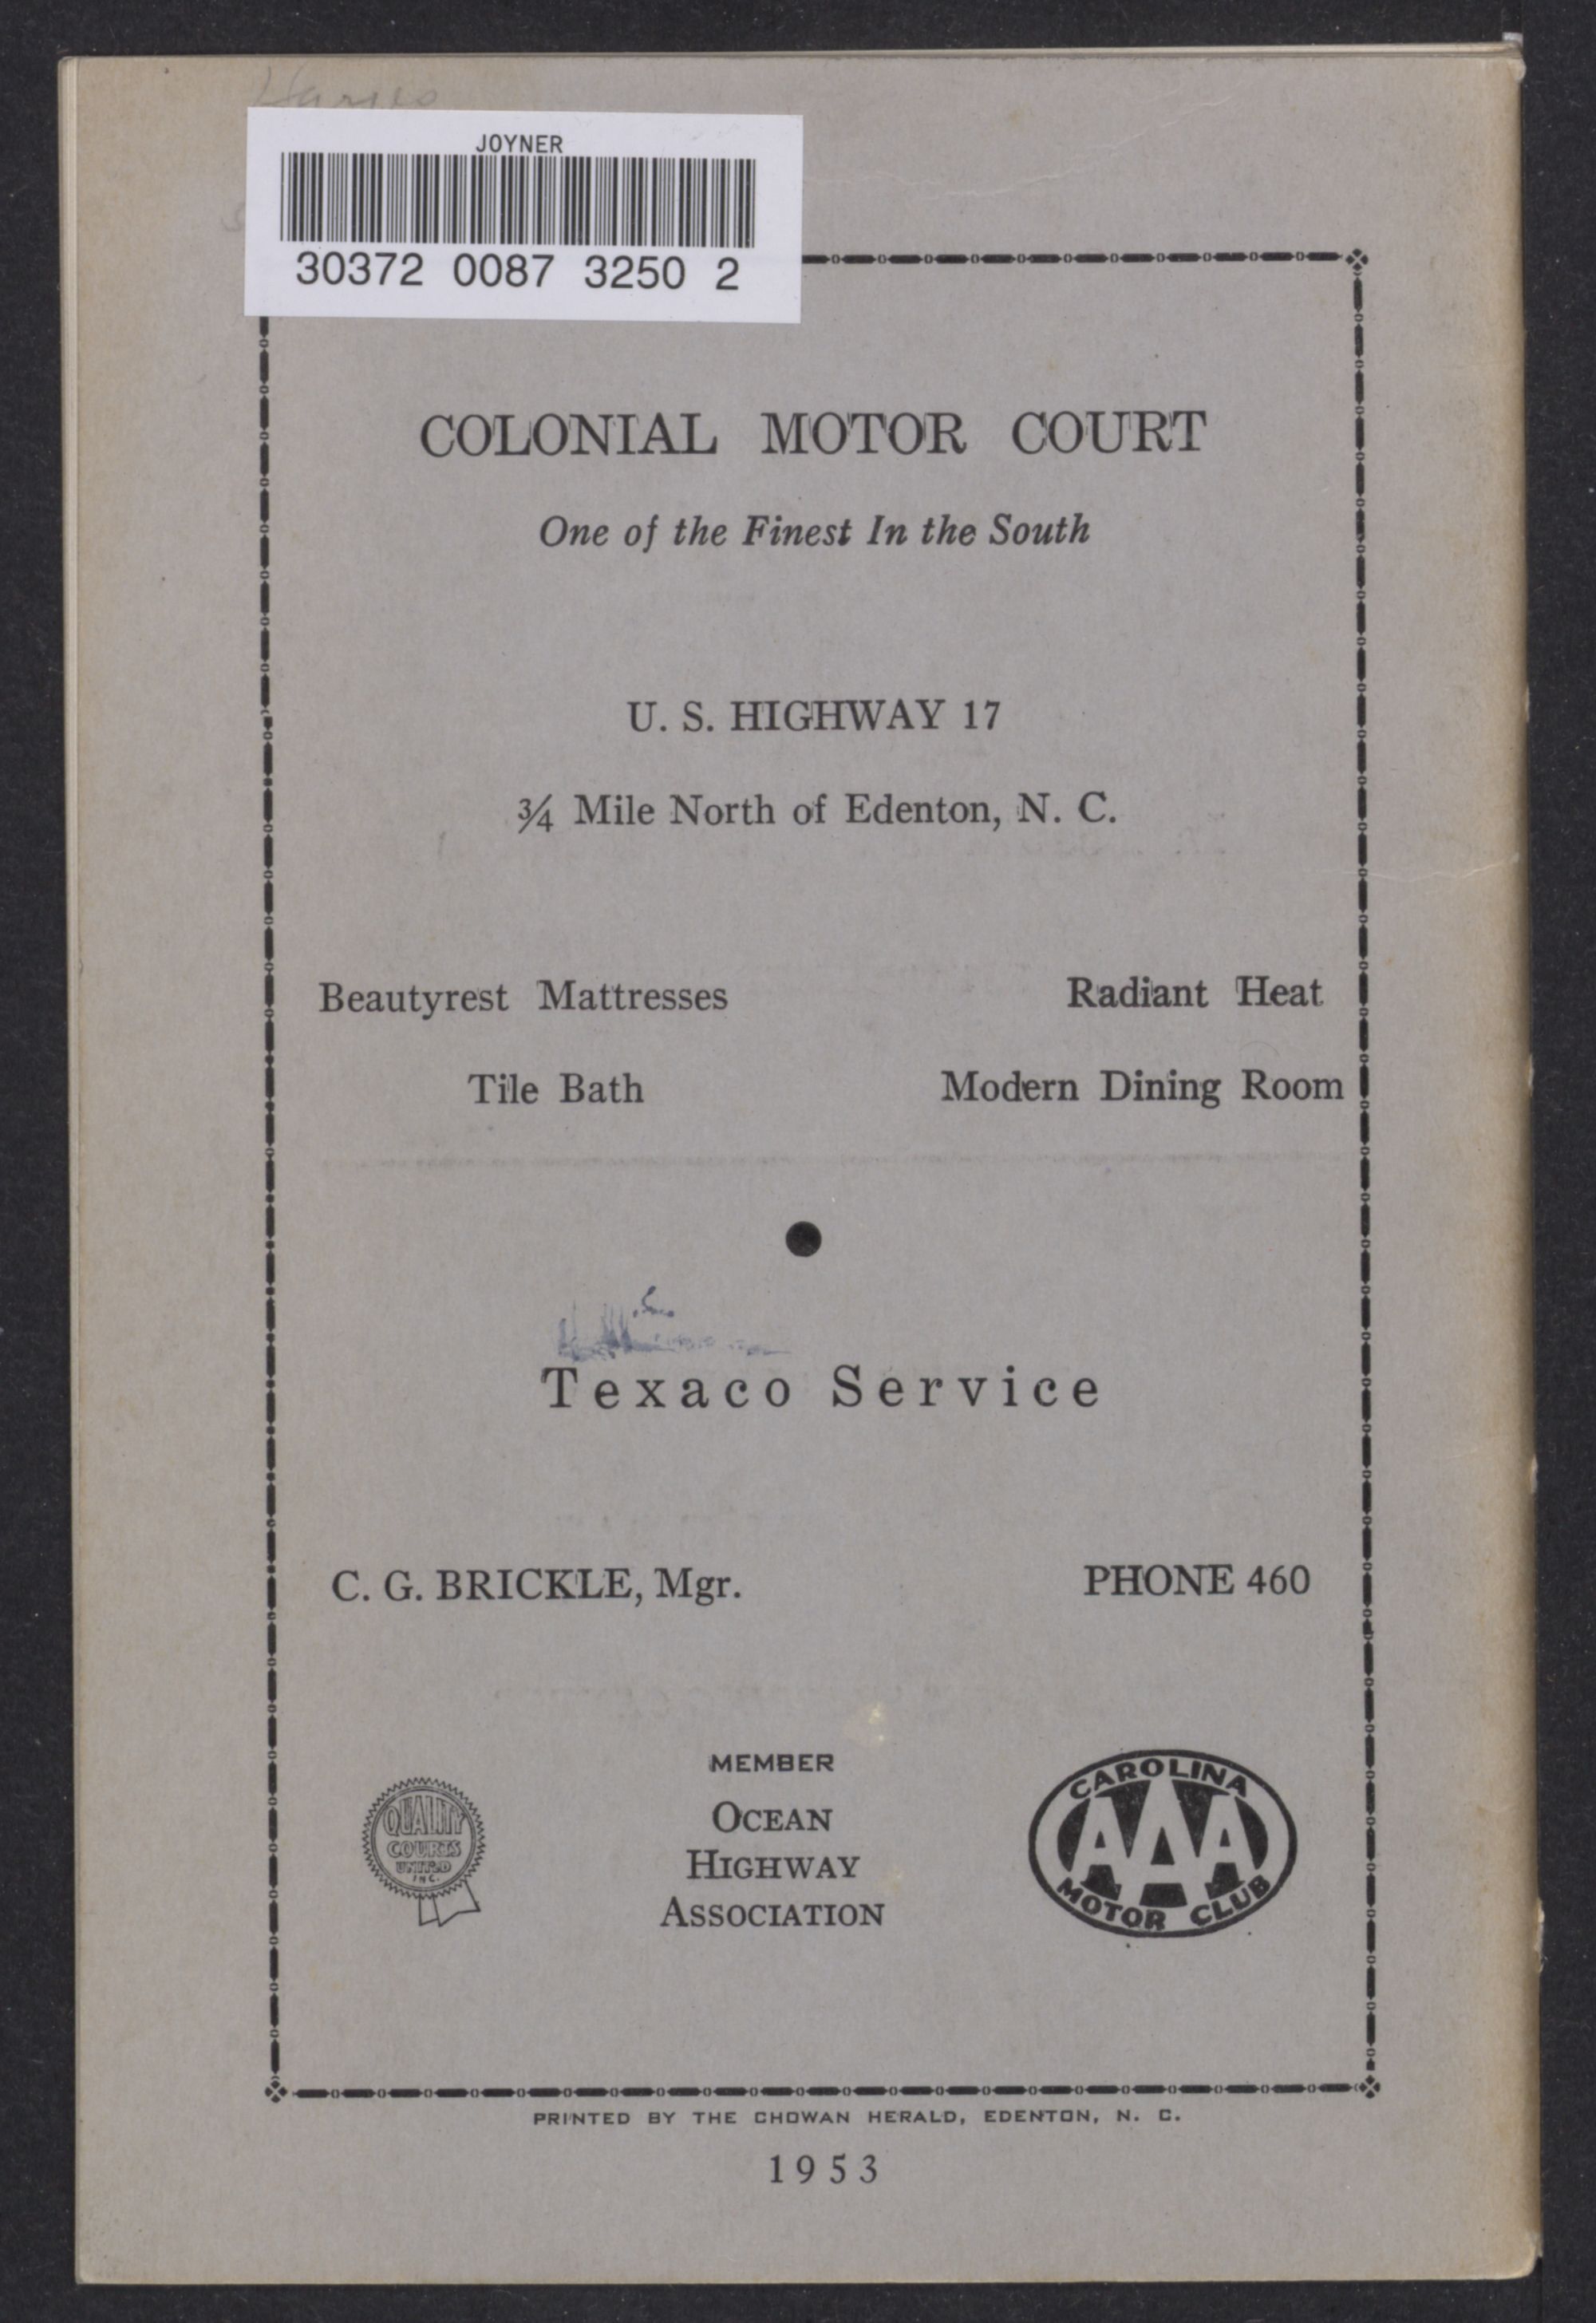 JOYNER
30372 0087 3250 2
COLONIAL MOTOR COURT
One of the Finest In the South
U. S. HIGHWAY 17
¾ Mile North of Edenton, N. C.
Beautyrest Mattresses Radiant Heat
Tile Bath Modern Dining Room
Texaco Service
C. G. BRICKLE, Mgr. PHONE 460
QUALITY
COURTS
UNITED
INC.
MEMBER
OCEAN
HIGHWAY
ASSOCIATION
CAROLINA
AAA
MOTOR CLUB
PRINTED BY THE CHOWAN HERALD, EDENTON, N. C.
1953